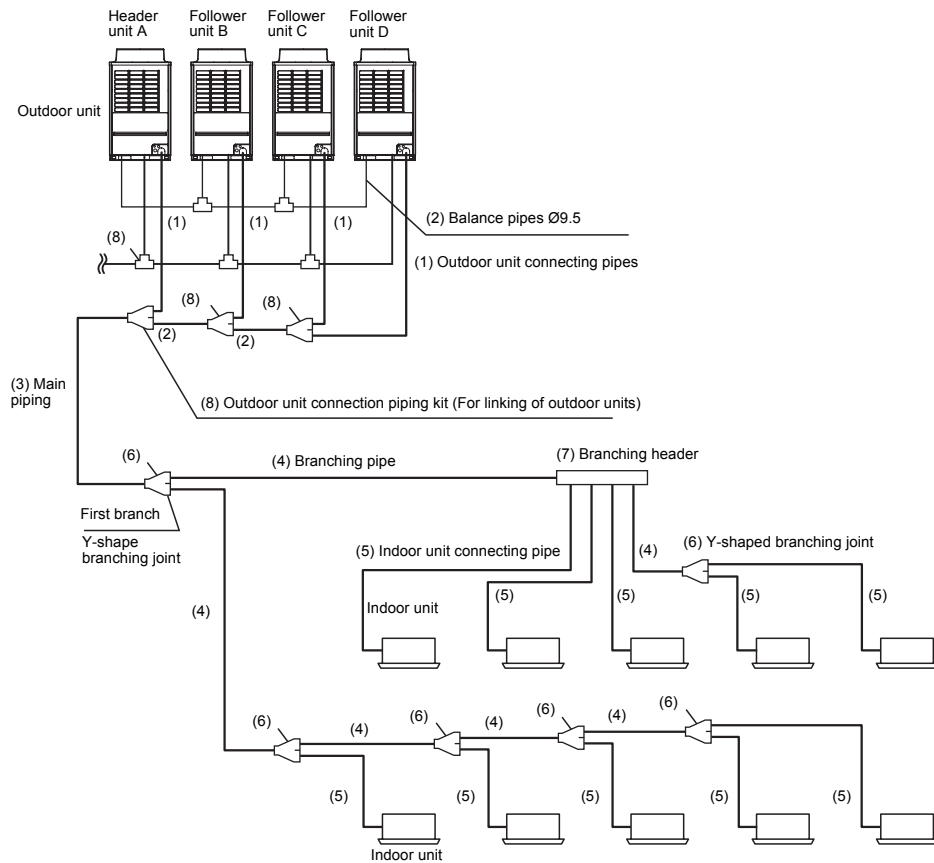 Header unit A
Follower unit B
Follower unit C
Follower unit D
Outdoor unit
(1)
(1)
(1)
(2) Balance pipes Ø9.5
(8)
(1) Outdoor unit connecting pipes
(8)
(8)
(2)
(2)
(3) Main
piping
(8) Outdoor unit connection piping kit (For linking of outdoor units)
(6)
(4) Branching pipe
(7) Branching header
First branch
Y-shape
branching joint
(5) Indoor unit connecting pipe
(4)
(6) Y-shaped branching joint
(4)
Indoor unit
(5)
(5)
(5)
(5)
(6)
(4)
(6)
(4)
(6)
(4)
(6)
(5)
(5)
(5)
(5)
(5)
Indoor unit